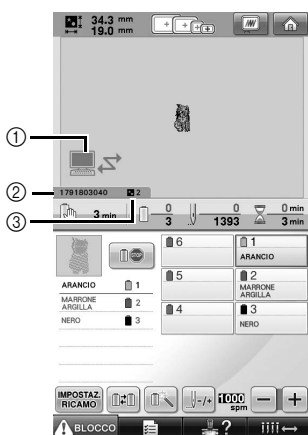 34.3 mm
19.0 mm
1
2
3
1791803040 2
3 min 0 3 0 1393 0 min 3 min
ARANCIO 1
MARRONE ARGILLA 2
NERO 3
6
5
4
1 ARANCIO
2 MARRONE ARGILLA
3 NERO
IMPOSTAZ. RICAMO
-/+
1000 spm
− +
BLOCCO
?